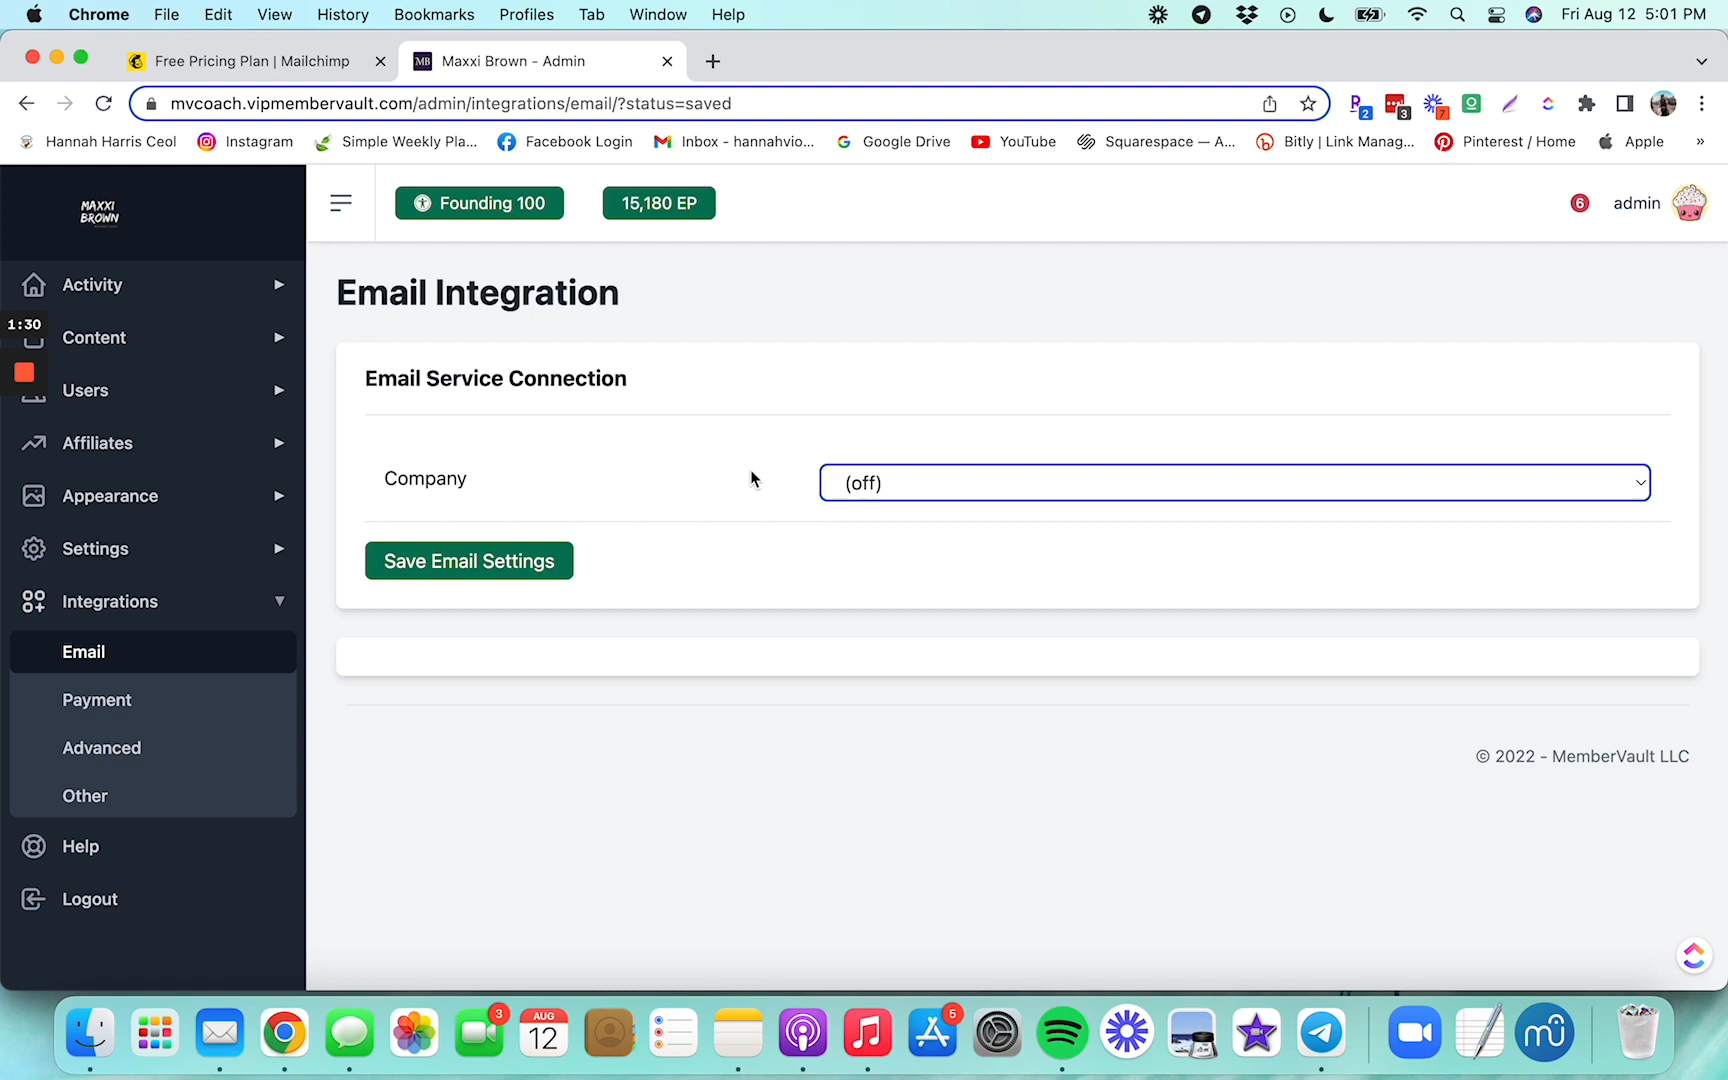 Chrome File Edit View History Bookmarks Profiles Tab Window Help Fri Aug 12 5:01 PM
Free Pricing Plan | Mailchimp
MB Maxxi Brown - Admin
mvcoach.vipmembervault.com/admin/integrations/email/?status=saved
2 3 7
Hannah Harris Ceol Instagram Simple Weekly Pla... Facebook Login Inbox - hannahvio... Google Drive YouTube Squarespace — A... Bitly | Link Manag... Pinterest / Home Apple »
MAXXI
BROWN
Founding 100
15,180 EP
6 admin
Activity
1:30
Content
Users
Affiliates
Appearance
Settings
Integrations
Email
Payment
Advanced
Other
Help
Logout
Email Integration
Email Service Connection
Company
(off)
Save Email Settings
© 2022 - MemberVault LLC
3
AUG
12
5